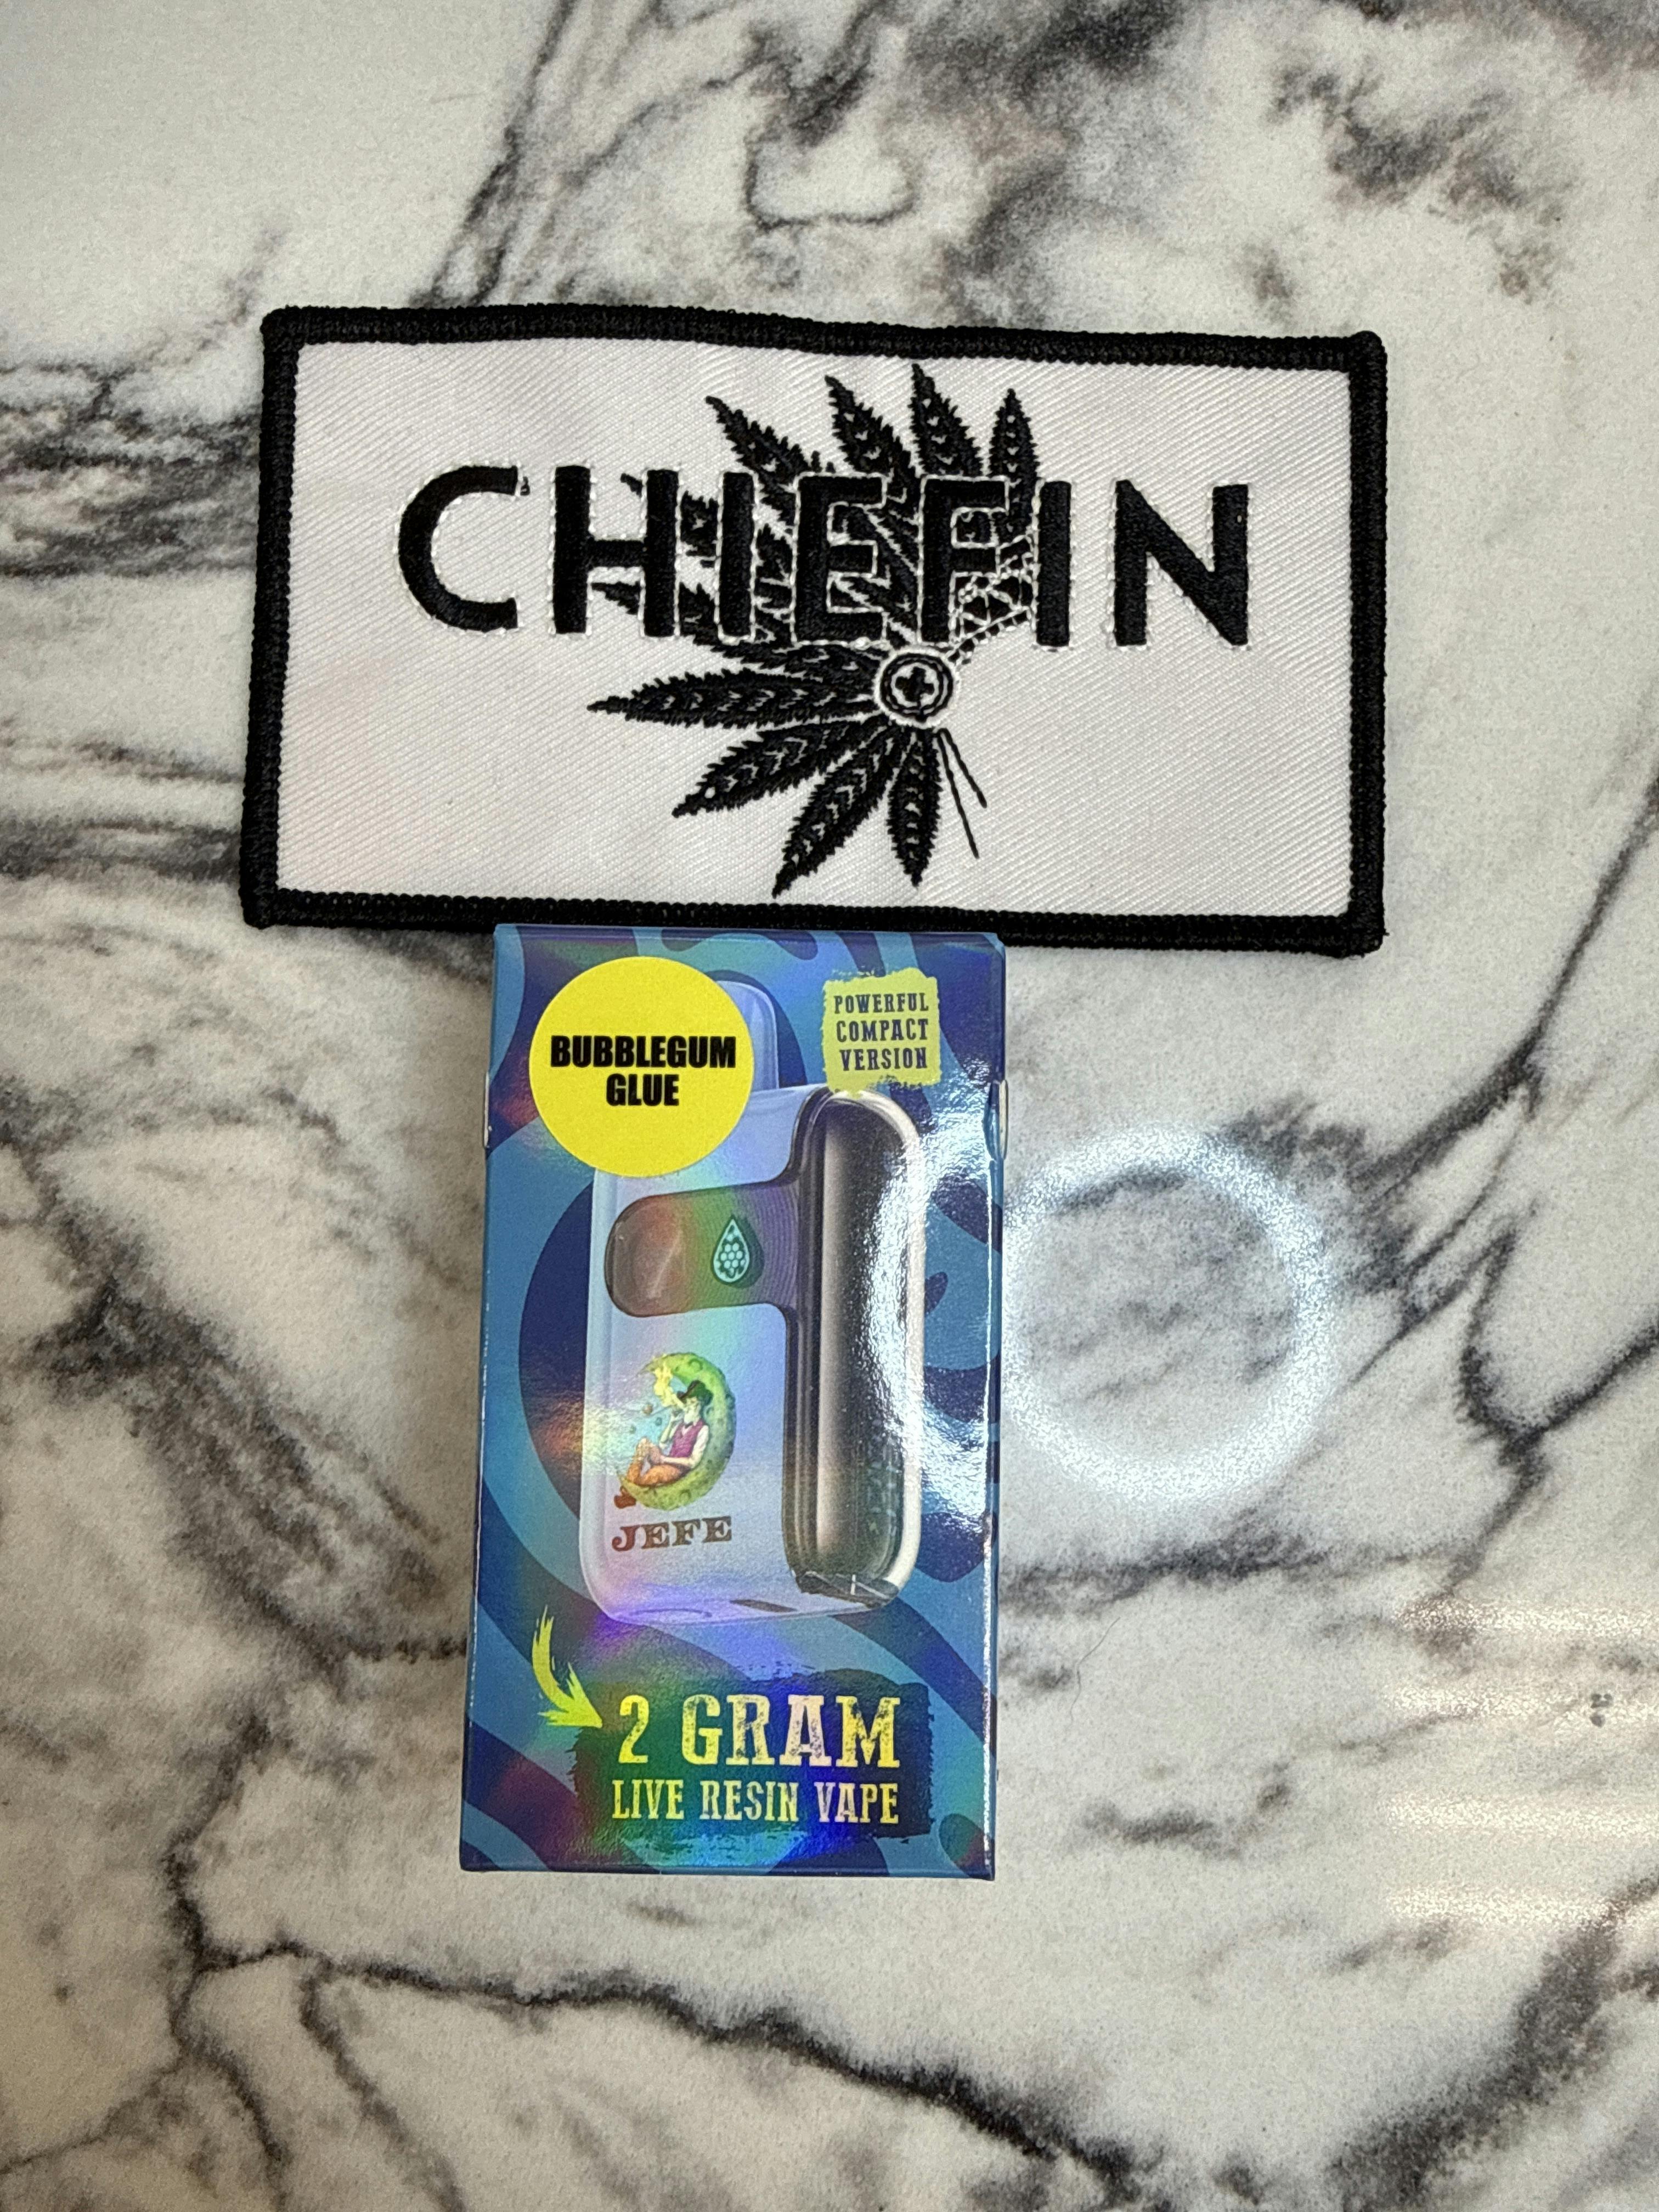 CHIEFIN
BUBBLEGUM
GLUE
POWERFUL
COMPACT
VERSION
JEFE
2 GRAM
LIVE RESIN VAPE